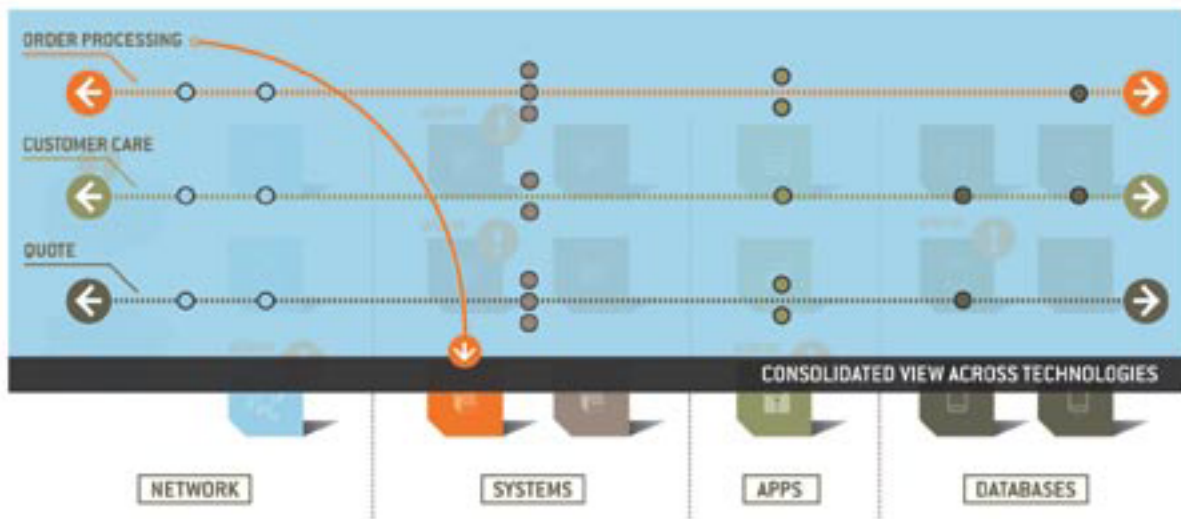 ORDER PROCESSING
CUSTOMER CARE
QUOTE
CONSOLIDATED VIEW ACROSS TECHNOLOGIES
NETWORK
SYSTEMS
APPS
DATABASES